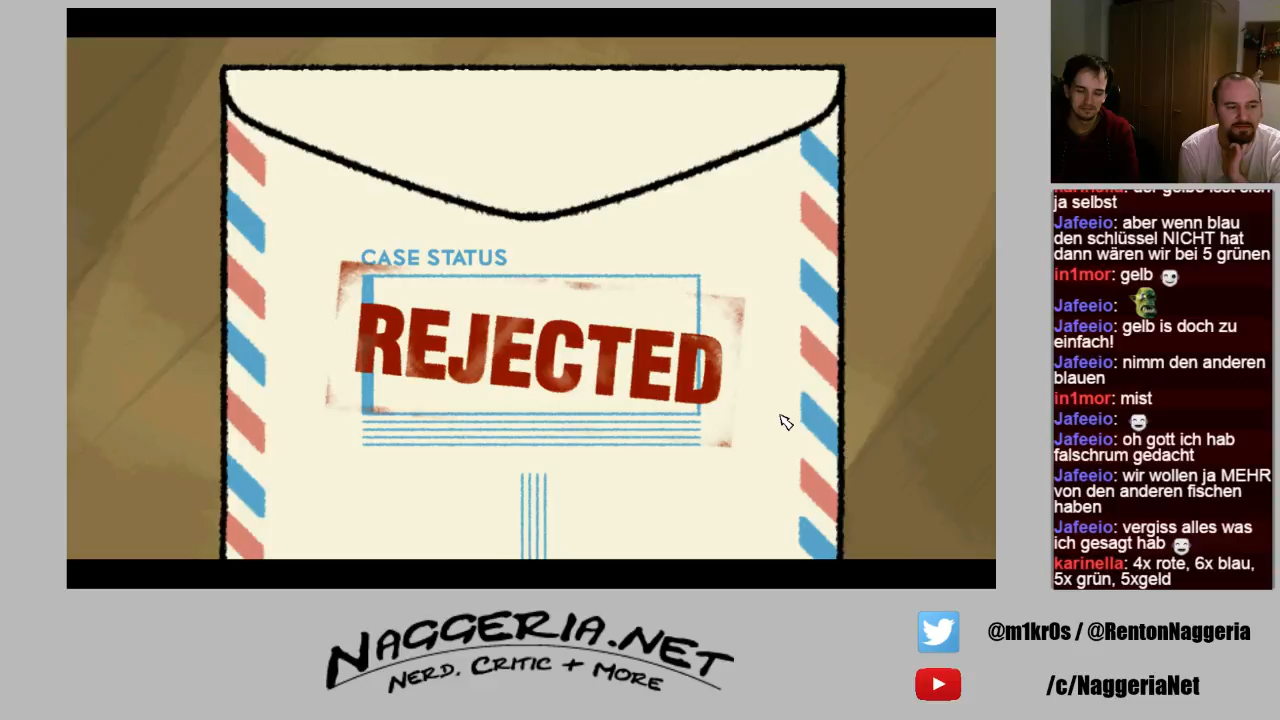 CASE STATUS
REJECTED
ja selbst
Jafeeio: aber wenn blau
den schlüssel NICHT hat
dann wären wir bei 5 grünen
in1mor: gelb
Jafeeio:
Jafeeio: gelb is doch zu
einfach!
Jafeeio: nimm den anderen
blauen
in1mor: mist
Jafeeio:
Jafeeio: oh gott ich hab
falschrum gedacht
Jafeeio: wir wollen ja MEHR
von den anderen fischen
haben
Jafeeio: vergiss alles was
ich gesagt hab
karinella: 4x rote, 6x blau,
5x grün, 5xgeld
NAGGERIA.NET
NERD, CRITIC + MORE
@m1kr0s / @RentonNaggeria
/c/NaggeriaNet